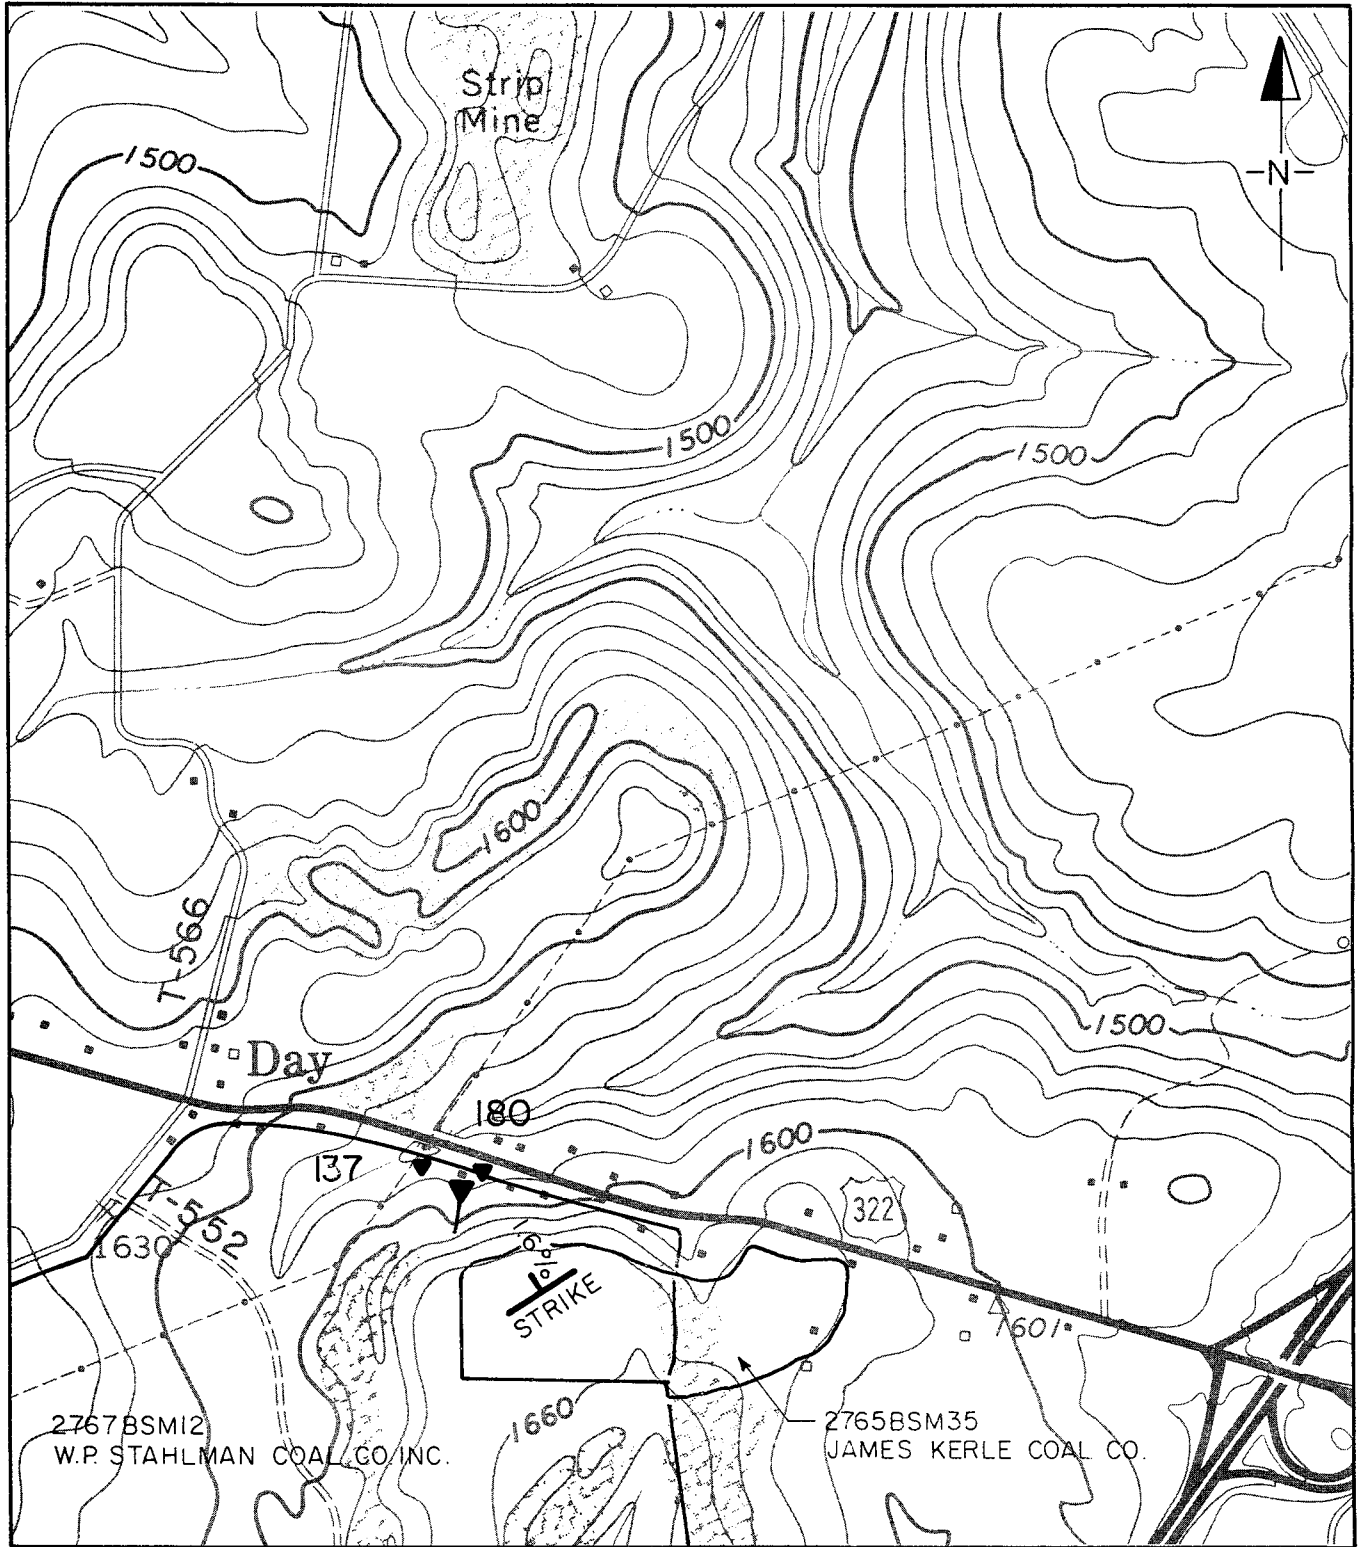 Strip
Mine
1500
-N-
1500
1500
1600
T-566
1500
Day
180
1600
137
T-552
322
1630
6%
STRIKE
1601
1660
2767BSM12
W.P. STAHLMAN COAL CO. INC.
2765BSM35
JAMES KERLE COAL CO.